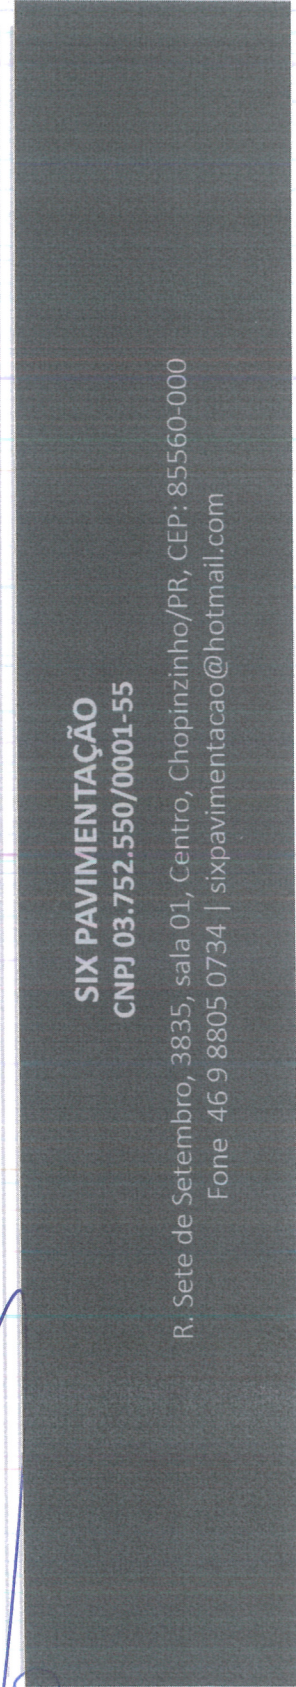 SIX PAVIMENTAÇÃO
CNPJ 03.752.550/0001-55
R. Sete de Setembro, 3835, sala 01, Centro, Chopinzinho/PR, CEP: 85560-000
Fone 46 9 8805 0734 | sixpavimentacao@hotmail.com